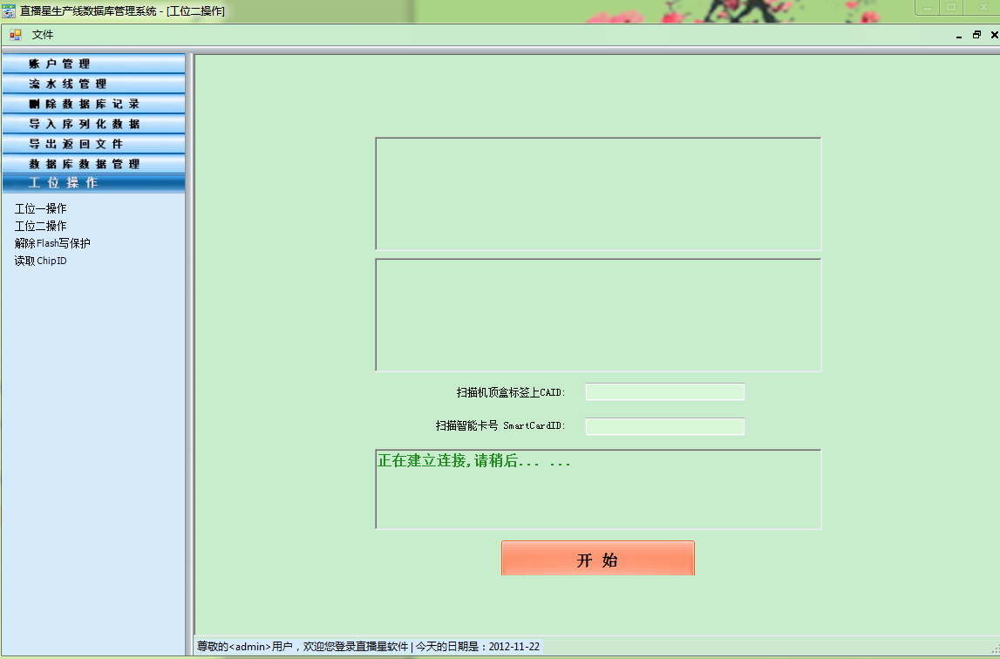 直播星生产线数据库管理系统 - [工位二操作]
文件
账户管理
流水线管理
删除数据库记录
导入序列化数据
导出返回文件
数据库数据管理
工位操作
工位一操作
工位二操作
解除Flash写保护
读取ChipID
扫描机顶盒标签上CAID:
扫描智能卡号 SmartCardID:
正在建立连接,请稍后... ...
开 始
尊敬的<admin>用户，欢迎您登录直播星软件 | 今天的日期是：2012-11-22